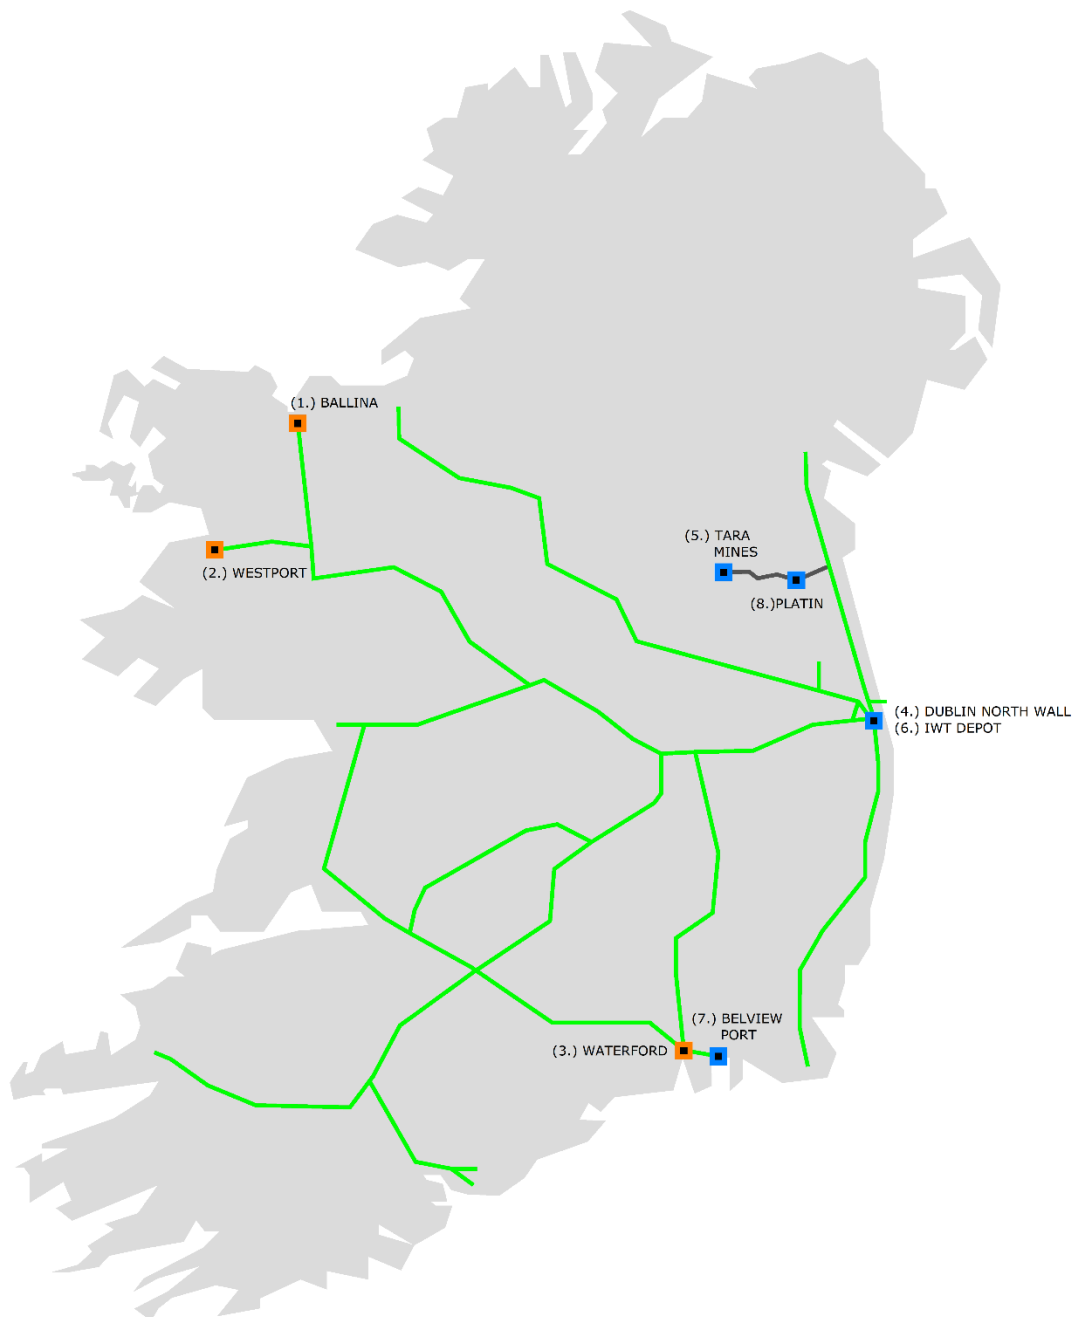 (1.) BALLINA
(5.) TARA
MINES
(2.) WESTPORT
(8.)PLATIN
(4.) DUBLIN NORTH WALL
(6.) IWT DEPOT
(7.) BELVIEW
PORT
(3.) WATERFORD